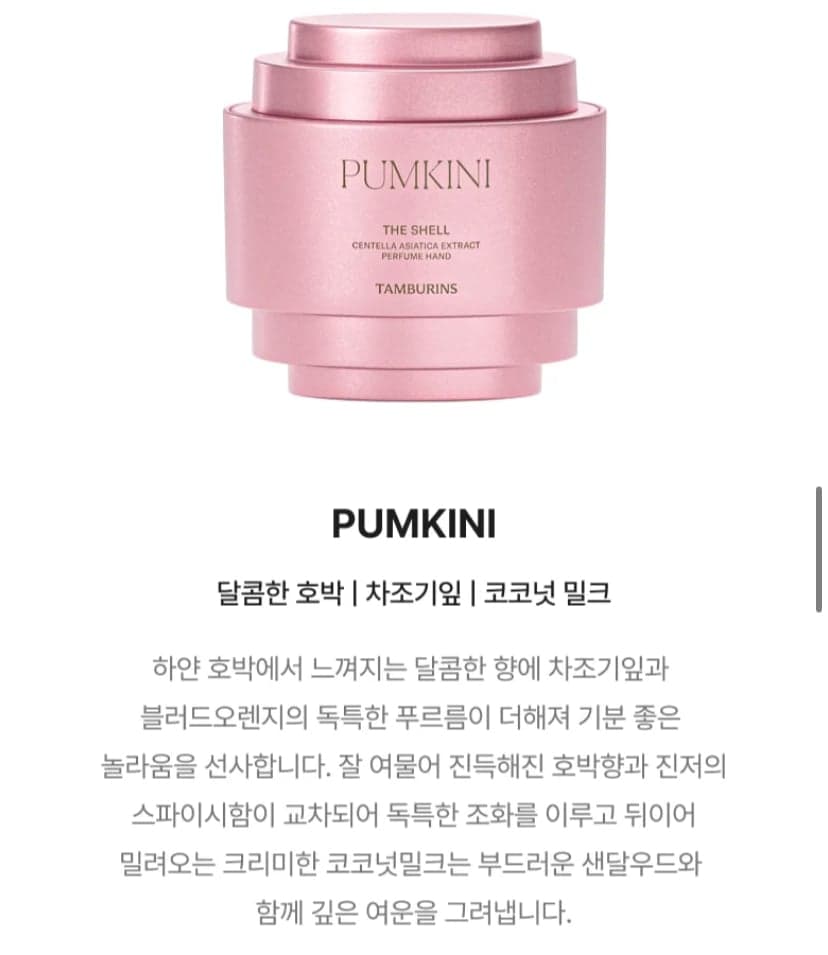 PUMKINI
THE SHELL
CENTELLA ASIATICA EXTRACT
PERFUME HAND
TAMBURINS
PUMKINI
달콤한 호박 | 차조기잎 | 코코넛 밀크
하얀 호박에서 느껴지는 달콤한 향에 차조기잎과
블러드오렌지의 독특한 푸르름이 더해져 기분 좋은
놀라움을 선사합니다. 잘 여물어 진득해진 호박향과 진저의
스파이시함이 교차되어 독특한 조화를 이루고 뒤이어
밀려오는 크리미한 코코넛밀크는 부드러운 샌달우드와
함께 깊은 여운을 그려냅니다.